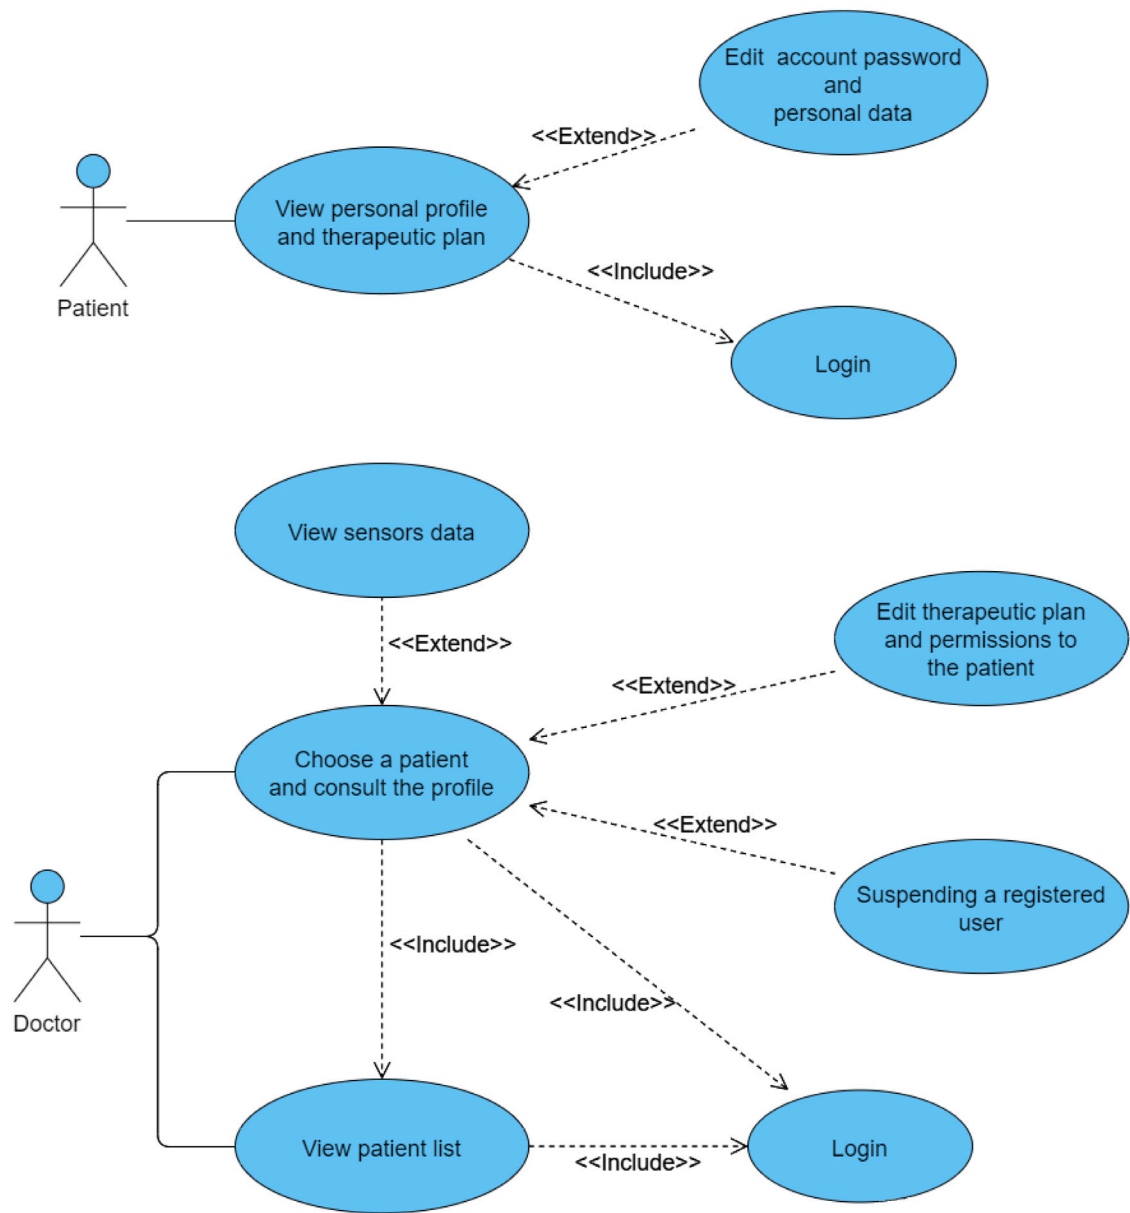 Edit account password
and
personal data
<<Extend>>
View personal profile
and therapeutic plan
<<Include>>
Patient
Login
View sensors data
<<Extend>>
Edit therapeutic plan
and permissions to
the patient
<<Extend>>
Choose a patient
and consult the profile
<<Extend>>
Suspending a registered
user
<<Include>>
<<Include>>
Doctor
View patient list
<<Include>>
Login